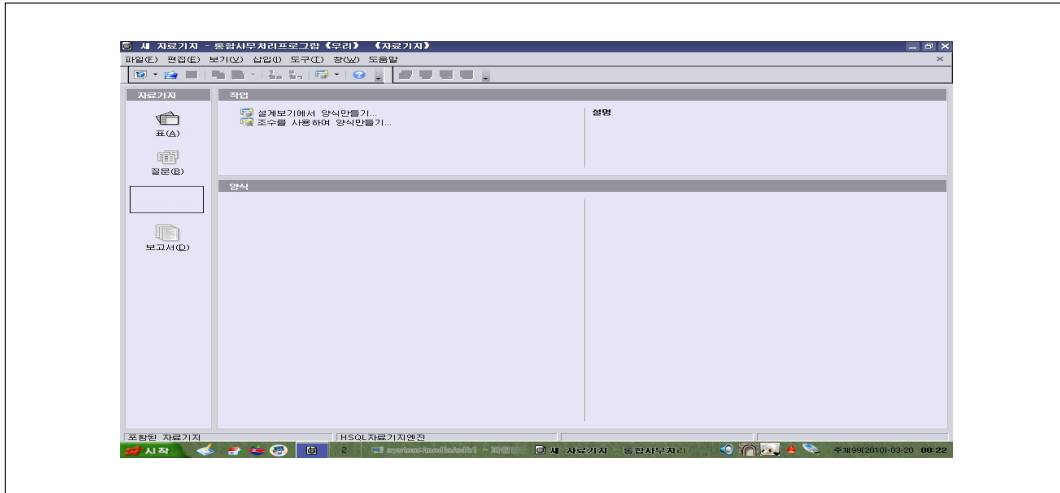 새 자료기지 - 통합사무처리프로그람 《우리》 《자료기지》
파일(F) 편집(E) 보기(V) 삽입(I) 도구(T) 창(W) 도움말
자료기지
작업
표(A)
설계보기에서 양식만들기...
조수를 사용하여 양식만들기...
설명
질문(B)
양식
보고서(D)
포함된 자료기지
HSQL자료기지엔진
시작
2
새 자료기지 - 통합사무처리
주체99(2010)-03-20 00:22